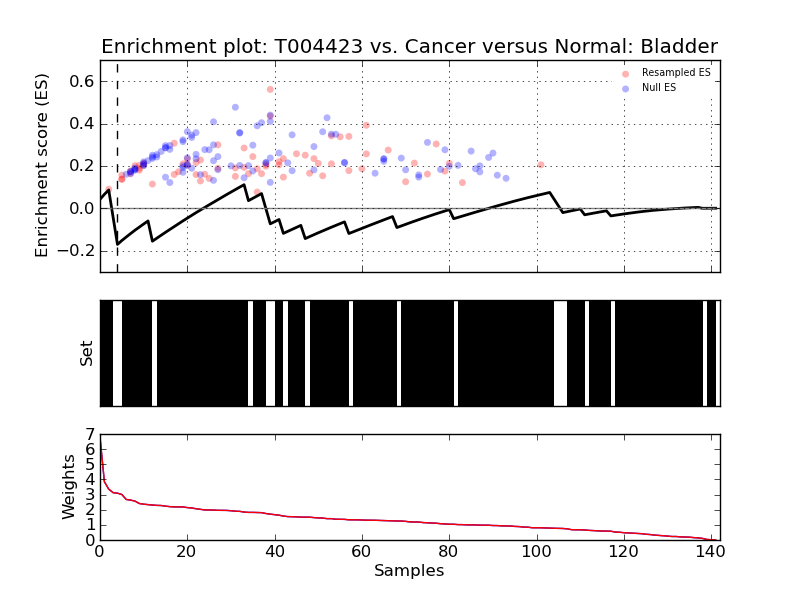 Enrichment plot: T004423 vs. Cancer versus Normal: Bladder
Enrichment score (ES)
0.6
0.4
0.2
0.0
−0.2
Resampled ES
Null ES
Set
Weights
7
6
5
4
3
2
1
0
0 20 40 60 80 100 120 140
Samples